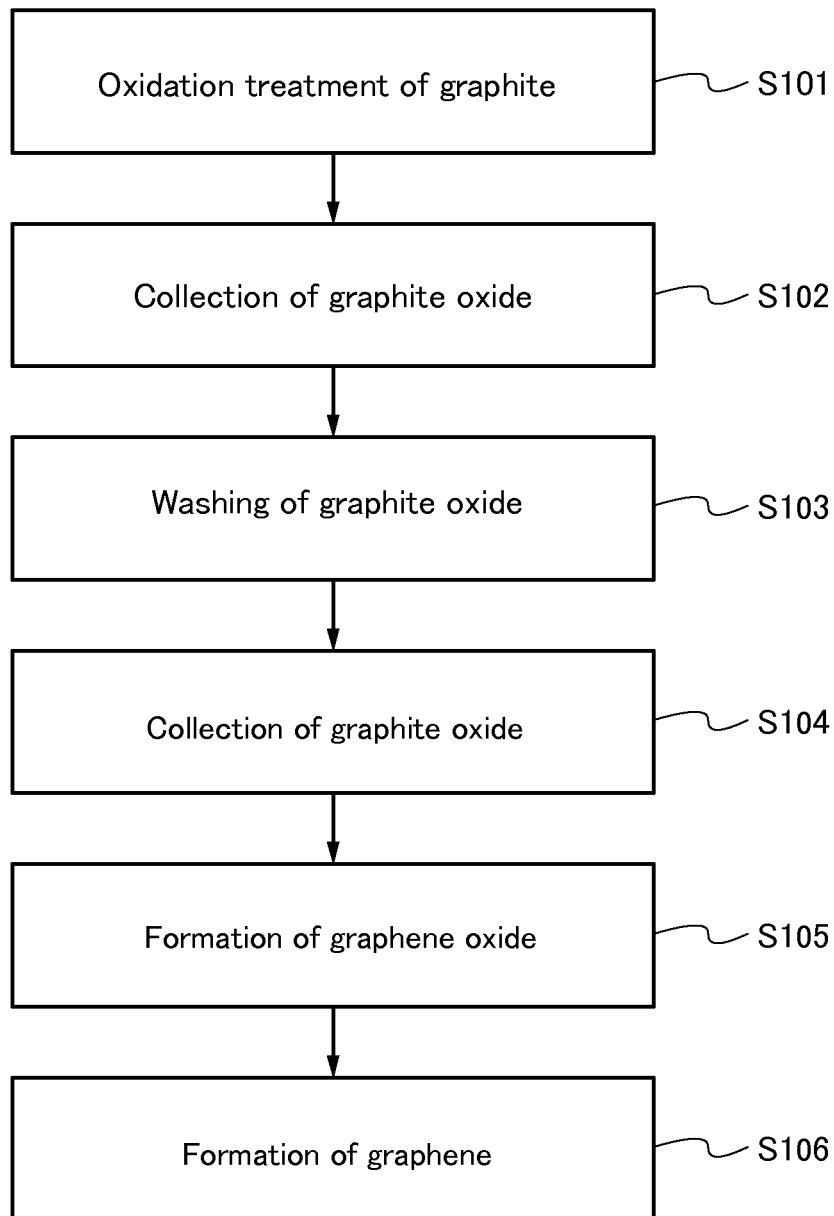 Oxidation treatment of graphite S101
Collection of graphite oxide S102
Washing of graphite oxide S103
Collection of graphite oxide S104
Formation of graphene oxide S105
Formation of graphene S106